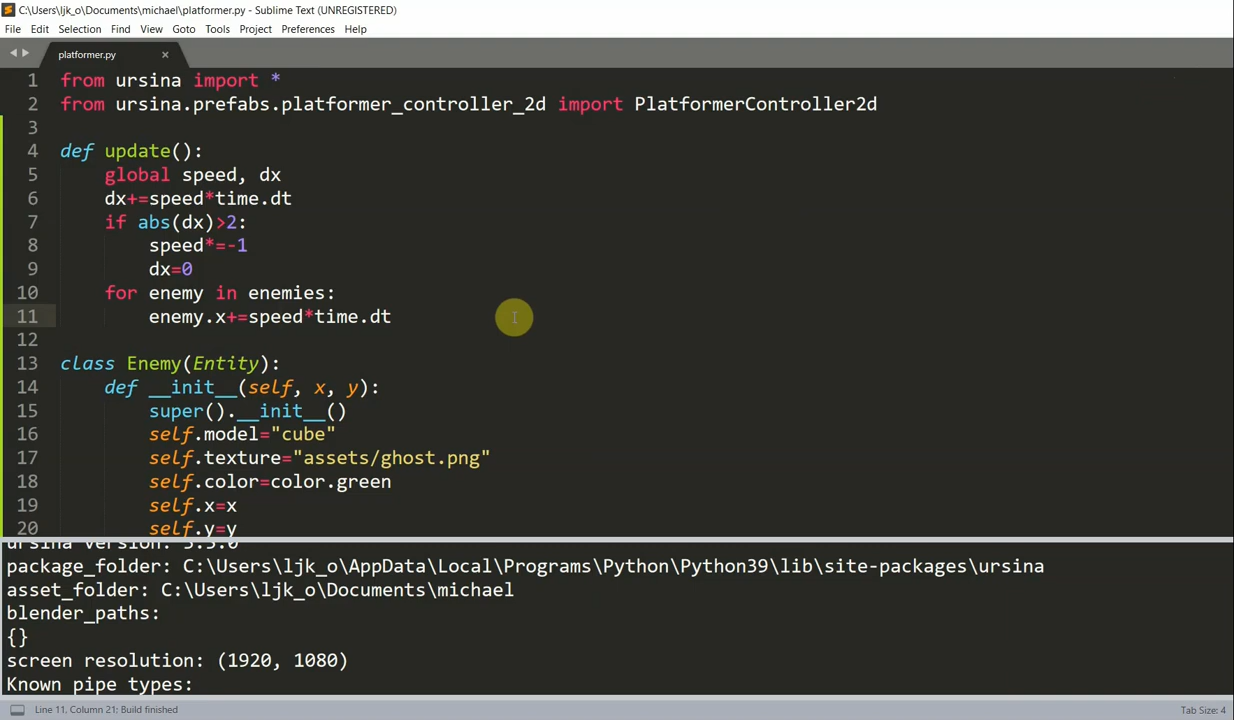 C:\Users\ljk_o\Documents\michael\platformer.py - Sublime Text (UNREGISTERED)
File Edit Selection Find View Goto Tools Project Preferences Help
platformer.py
1 from ursina import *
2 from ursina.prefabs.platformer_controller_2d import PlatformerController2d
3
4 def update():
5 global speed, dx
6 dx+=speed*time.dt
7 if abs(dx)>2:
8 speed*=-1
9 dx=0
10 for enemy in enemies:
11 enemy.x+=speed*time.dt
12
13 class Enemy(Entity):
14 def __init__(self, x, y):
15 super().__init__()
16 self.model="cube"
17 self.texture="assets/ghost.png"
18 self.color=color.green
19 self.x=x
20 self.y=y
ursina version: 3.5.0
package_folder: C:\Users\ljk_o\AppData\Local\Programs\Python\Python39\lib\site-packages\ursina
asset_folder: C:\Users\ljk_o\Documents\michael
blender_paths:
{}
screen resolution: (1920, 1080)
Known pipe types:
Line 11, Column 21; Build finished
Tab Size: 4